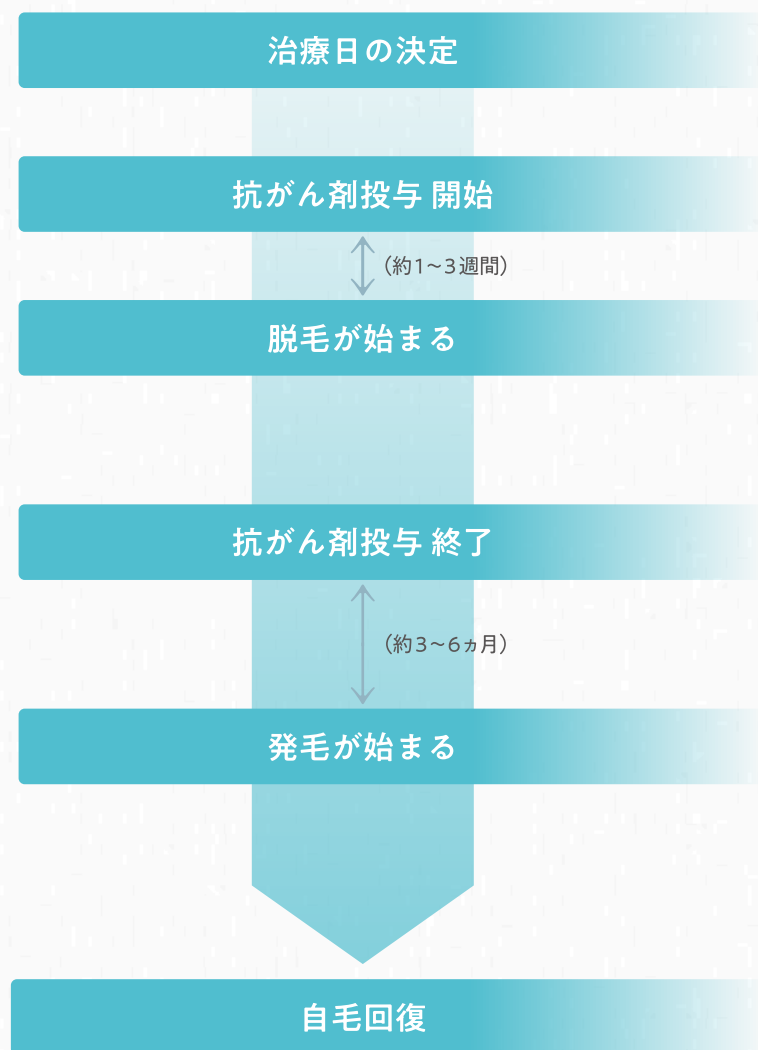 治療日の決定
抗がん剤投与 開始
（約1～3週間）
脱毛が始まる
抗がん剤投与 終了
（約3～6ヵ月）
発毛が始まる
自毛回復